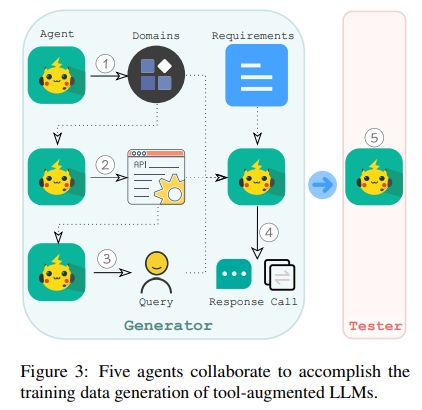 Agent Domains Requirements
1
5
2
API
3
4
Query
Response Call
Generator
Tester
Figure 3: Five agents collaborate to accomplish the
training data generation of tool-augmented LLMs.